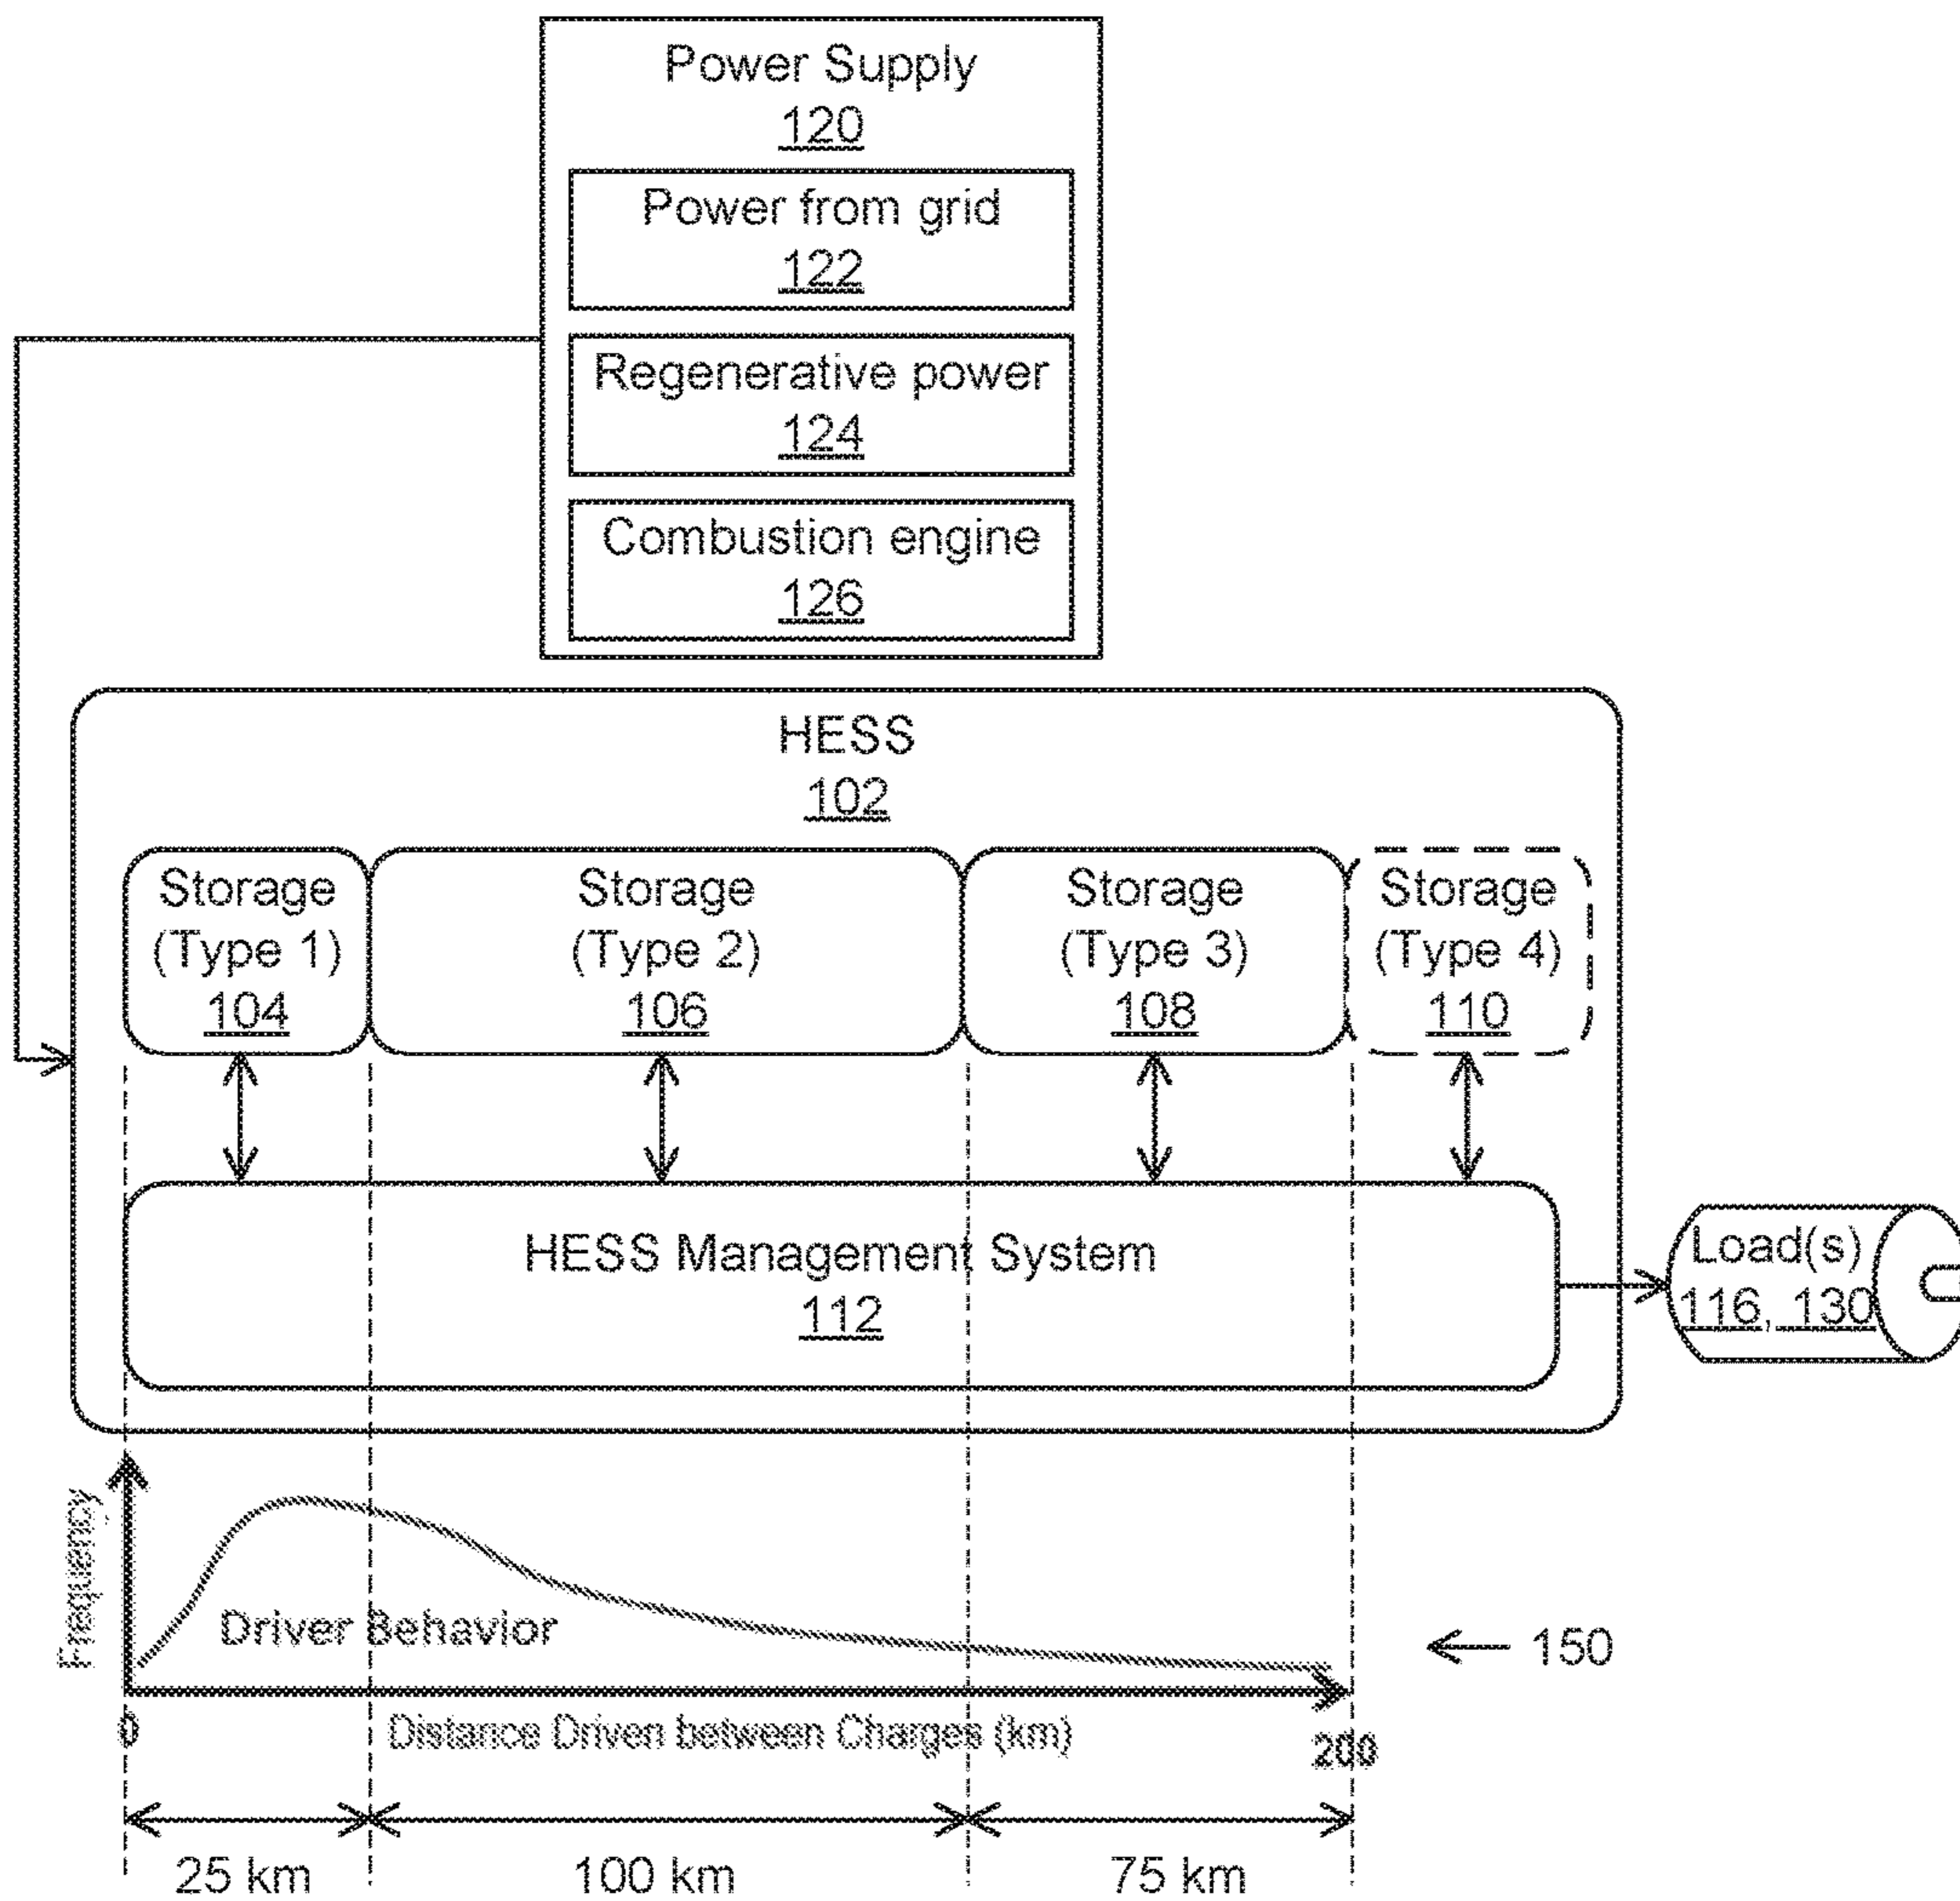 Power Supply
120
Power from grid
122
Regenerative power
124
Combustion engine
126
HESS
102
Storage
(Type 1)
104
Storage
(Type 2)
106
Storage
(Type 3)
108
Storage
(Type 4)
110
HESS Management System
112
Load(s)
116, 130
Frequency
Driver Behavior
150
0
Distance Driven between Charges (km)
200
25 km
100 km
75 km